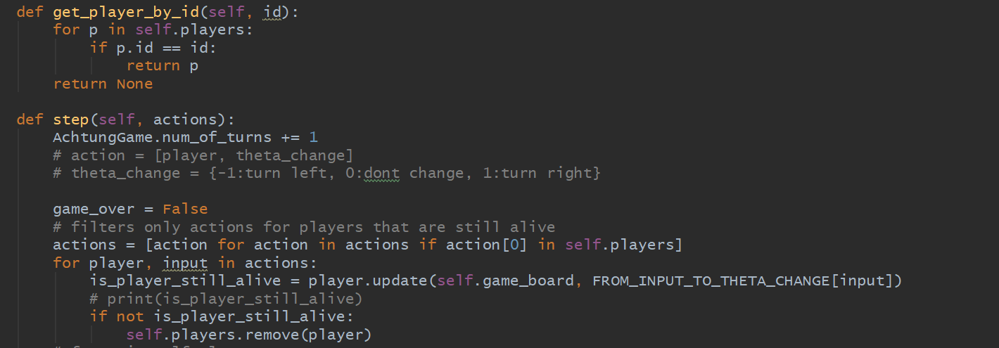 def get_player_by_id(self, id):
    for p in self.players:
        if p.id == id:
            return p
    return None

def step(self, actions):
    AchtungGame.num_of_turns += 1
    # action = [player, theta_change]
    # theta_change = {-1:turn left, 0:dont change, 1:turn right}

    game_over = False
    # filters only actions for players that are still alive
    actions = [action for action in actions if action[0] in self.players]
    for player, input in actions:
        is_player_still_alive = player.update(self.game_board, FROM_INPUT_TO_THETA_CHANGE[input])
        # print(is_player_still_alive)
        if not is_player_still_alive:
            self.players.remove(player)